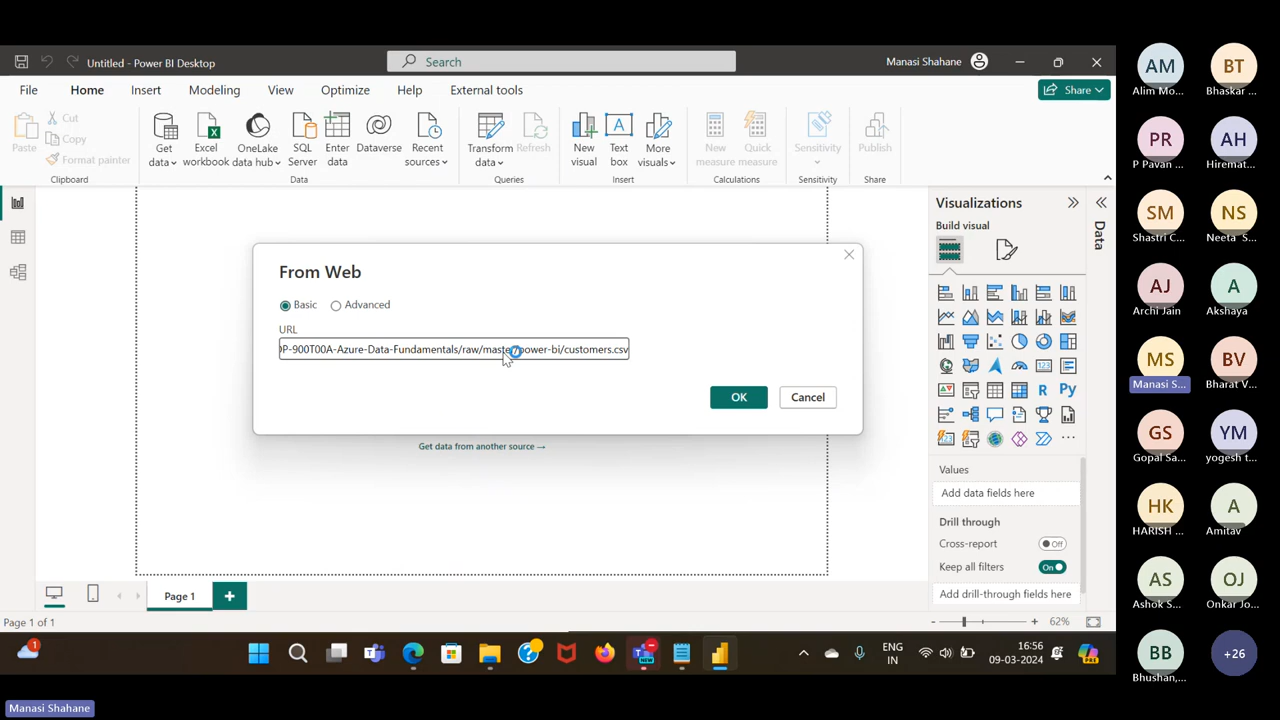 Untitled - Power BI Desktop
Search
Manasi Shahane
File Home Insert Modeling View Optimize Help External tools
Share
Paste
Cut
Copy
Format painter
Clipboard
Get data
Excel workbook
OneLake data hub
SQL Server
Enter data
Dataverse
Recent sources
Data
Transform data
Refresh
Queries
New visual
Text box
More visuals
Insert
New measure
Quick measure
Calculations
Sensitivity
Sensitivity
Publish
Share
From Web
Basic Advanced
URL
)P-900T00A-Azure-Data-Fundamentals/raw/master/power-bi/customers.csv
OK Cancel
Get data from another source →
Visualizations
Build visual
Data
R Py
Values
Add data fields here
Drill through
Cross-report Off
Keep all filters On
Add drill-through fields here
Page 1
Page 1 of 1
- + 62%
1
NEW
ENG
IN
16:56
09-03-2024
PRE
AM
Alim Mo...
BT
Bhaskar ...
PR
P Pavan ...
AH
Hiremat...
SM
Shastri C...
NS
Neeta S...
AJ
Archi Jain
A
Akshaya
MS
Manasi S...
BV
Bharat V...
GS
Gopal Sa...
YM
yogesh t...
HK
HARISH ...
A
Amitav
AS
Ashok S...
OJ
Onkar Jo...
BB
Bhushan,...
+26
Manasi Shahane